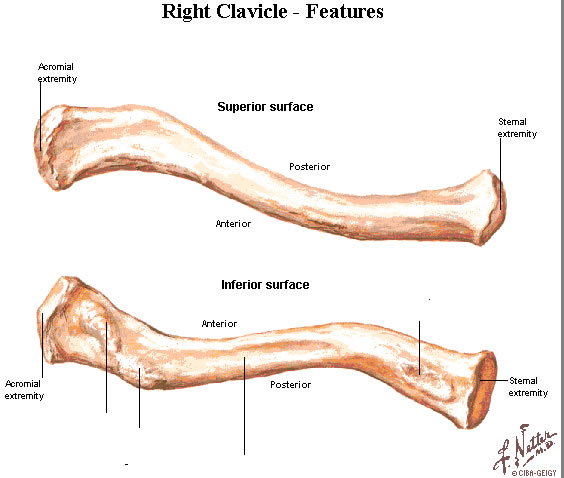 Right Clavicle - Features
Acromial
extremity
Superior surface
Sternal
extremity
Posterior
Anterior
Inferior surface
Anterior
Posterior
Acromial
extremity
Sternal
extremity
F. Netter
M.D.
© CIBA-GEIGY